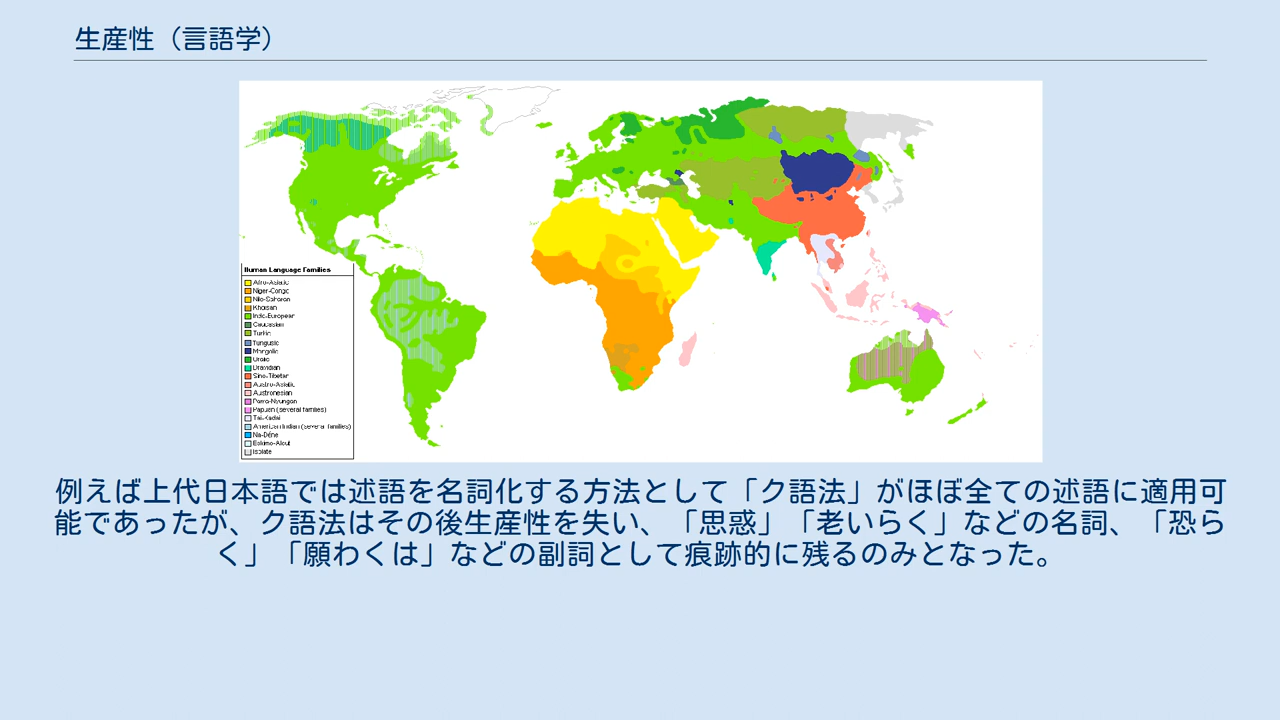 生産性（言語学）
Human Language Families
Afro-Asiatic
Niger-Congo
Nilo-Saharan
Khoisan
Indo-European
Caucasian
Turkic
Tungusic
Mongolic
Uralic
Dravidian
Sino-Tibetan
Austro-Asiatic
Austronesian
Pama-Nyungan
Papuan (several families)
Tai-Kadai
American Indian (several families)
Na-Dené
Eskimo-Aleut
Isolate
例えば上代日本語では述語を名詞化する方法として「ク語法」がほぼ全ての述語に適用可
能であったが、ク語法はその後生産性を失い、「思惑」「老いらく」などの名詞、「恐ら
く」「願わくは」などの副詞として痕跡的に残るのみとなった。